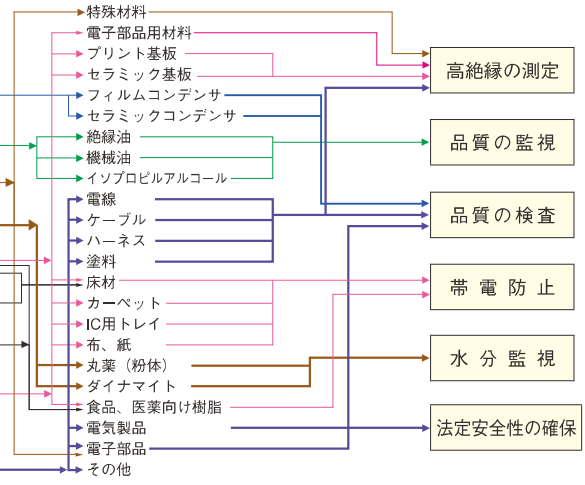 特殊材料
電子部品用材料
プリント基板
セラミック基板
フィルムコンデンサ
セラミックコンデンサ
絶縁油
機械油
イソプロピルアルコール
電線
ケーブル
ハーネス
塗料
床材
カーペット
IC用トレイ
布、紙
丸薬（粉体）
ダイナマイト
食品、医薬向け樹脂
電気製品
電子部品
その他
高絶縁の測定
品質の監視
品質の検査
帯電防止
水分監視
法定安全性の確保